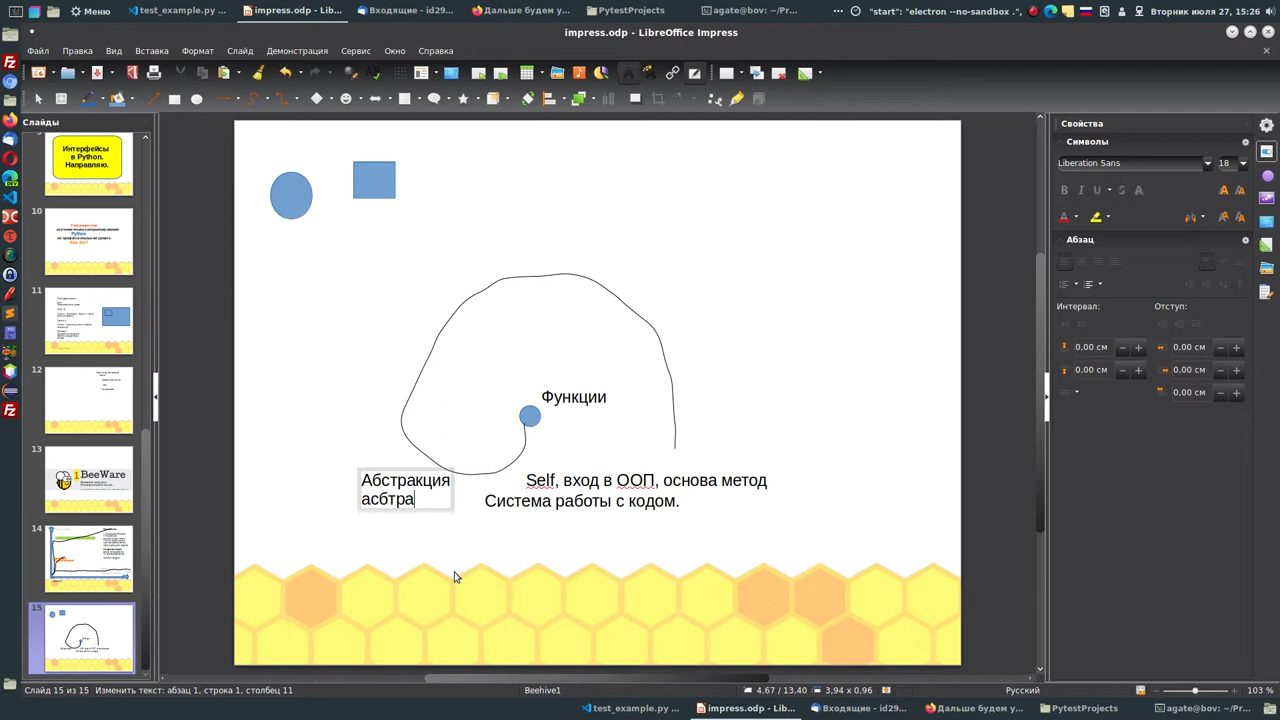 Меню
test_example.py ...
impress.odp – Lib...
Входящие - id29...
Дальше будем у...
PytestProjects
agate@bov: ~/Pr...
"start": "electron --no-sandbox .",
Вторник июля 27, 15:26
impress.odp - LibreOffice Impress
Файл Правка Вид Вставка Формат Слайд Демонстрация Сервис Окно Справка
Слайды
Интерфейсы
в Python.
Направляю.
10
Python
11
12
13
1 BeeWare
14
15
Функции
Абстракция
асбтра
Self, вход в ООП, основа метод
Система работы с кодом.
Свойства
Символы
Liberation Sans 18
Абзац
Интервал: Отступ:
0,00 см 0,00 см
0,00 см 0,00 см
0,00 см
Слайд 15 из 15 Изменить текст: абзац 1, строка 1, столбец 11 Beehive1 4.67 / 13,40 3.94 x 0.96 Русский 103 %
test_example.py ...
impress.odp - Lib...
Входящие - id29...
Дальше будем у...
PytestProjects
agate@bov: ~/Pr...